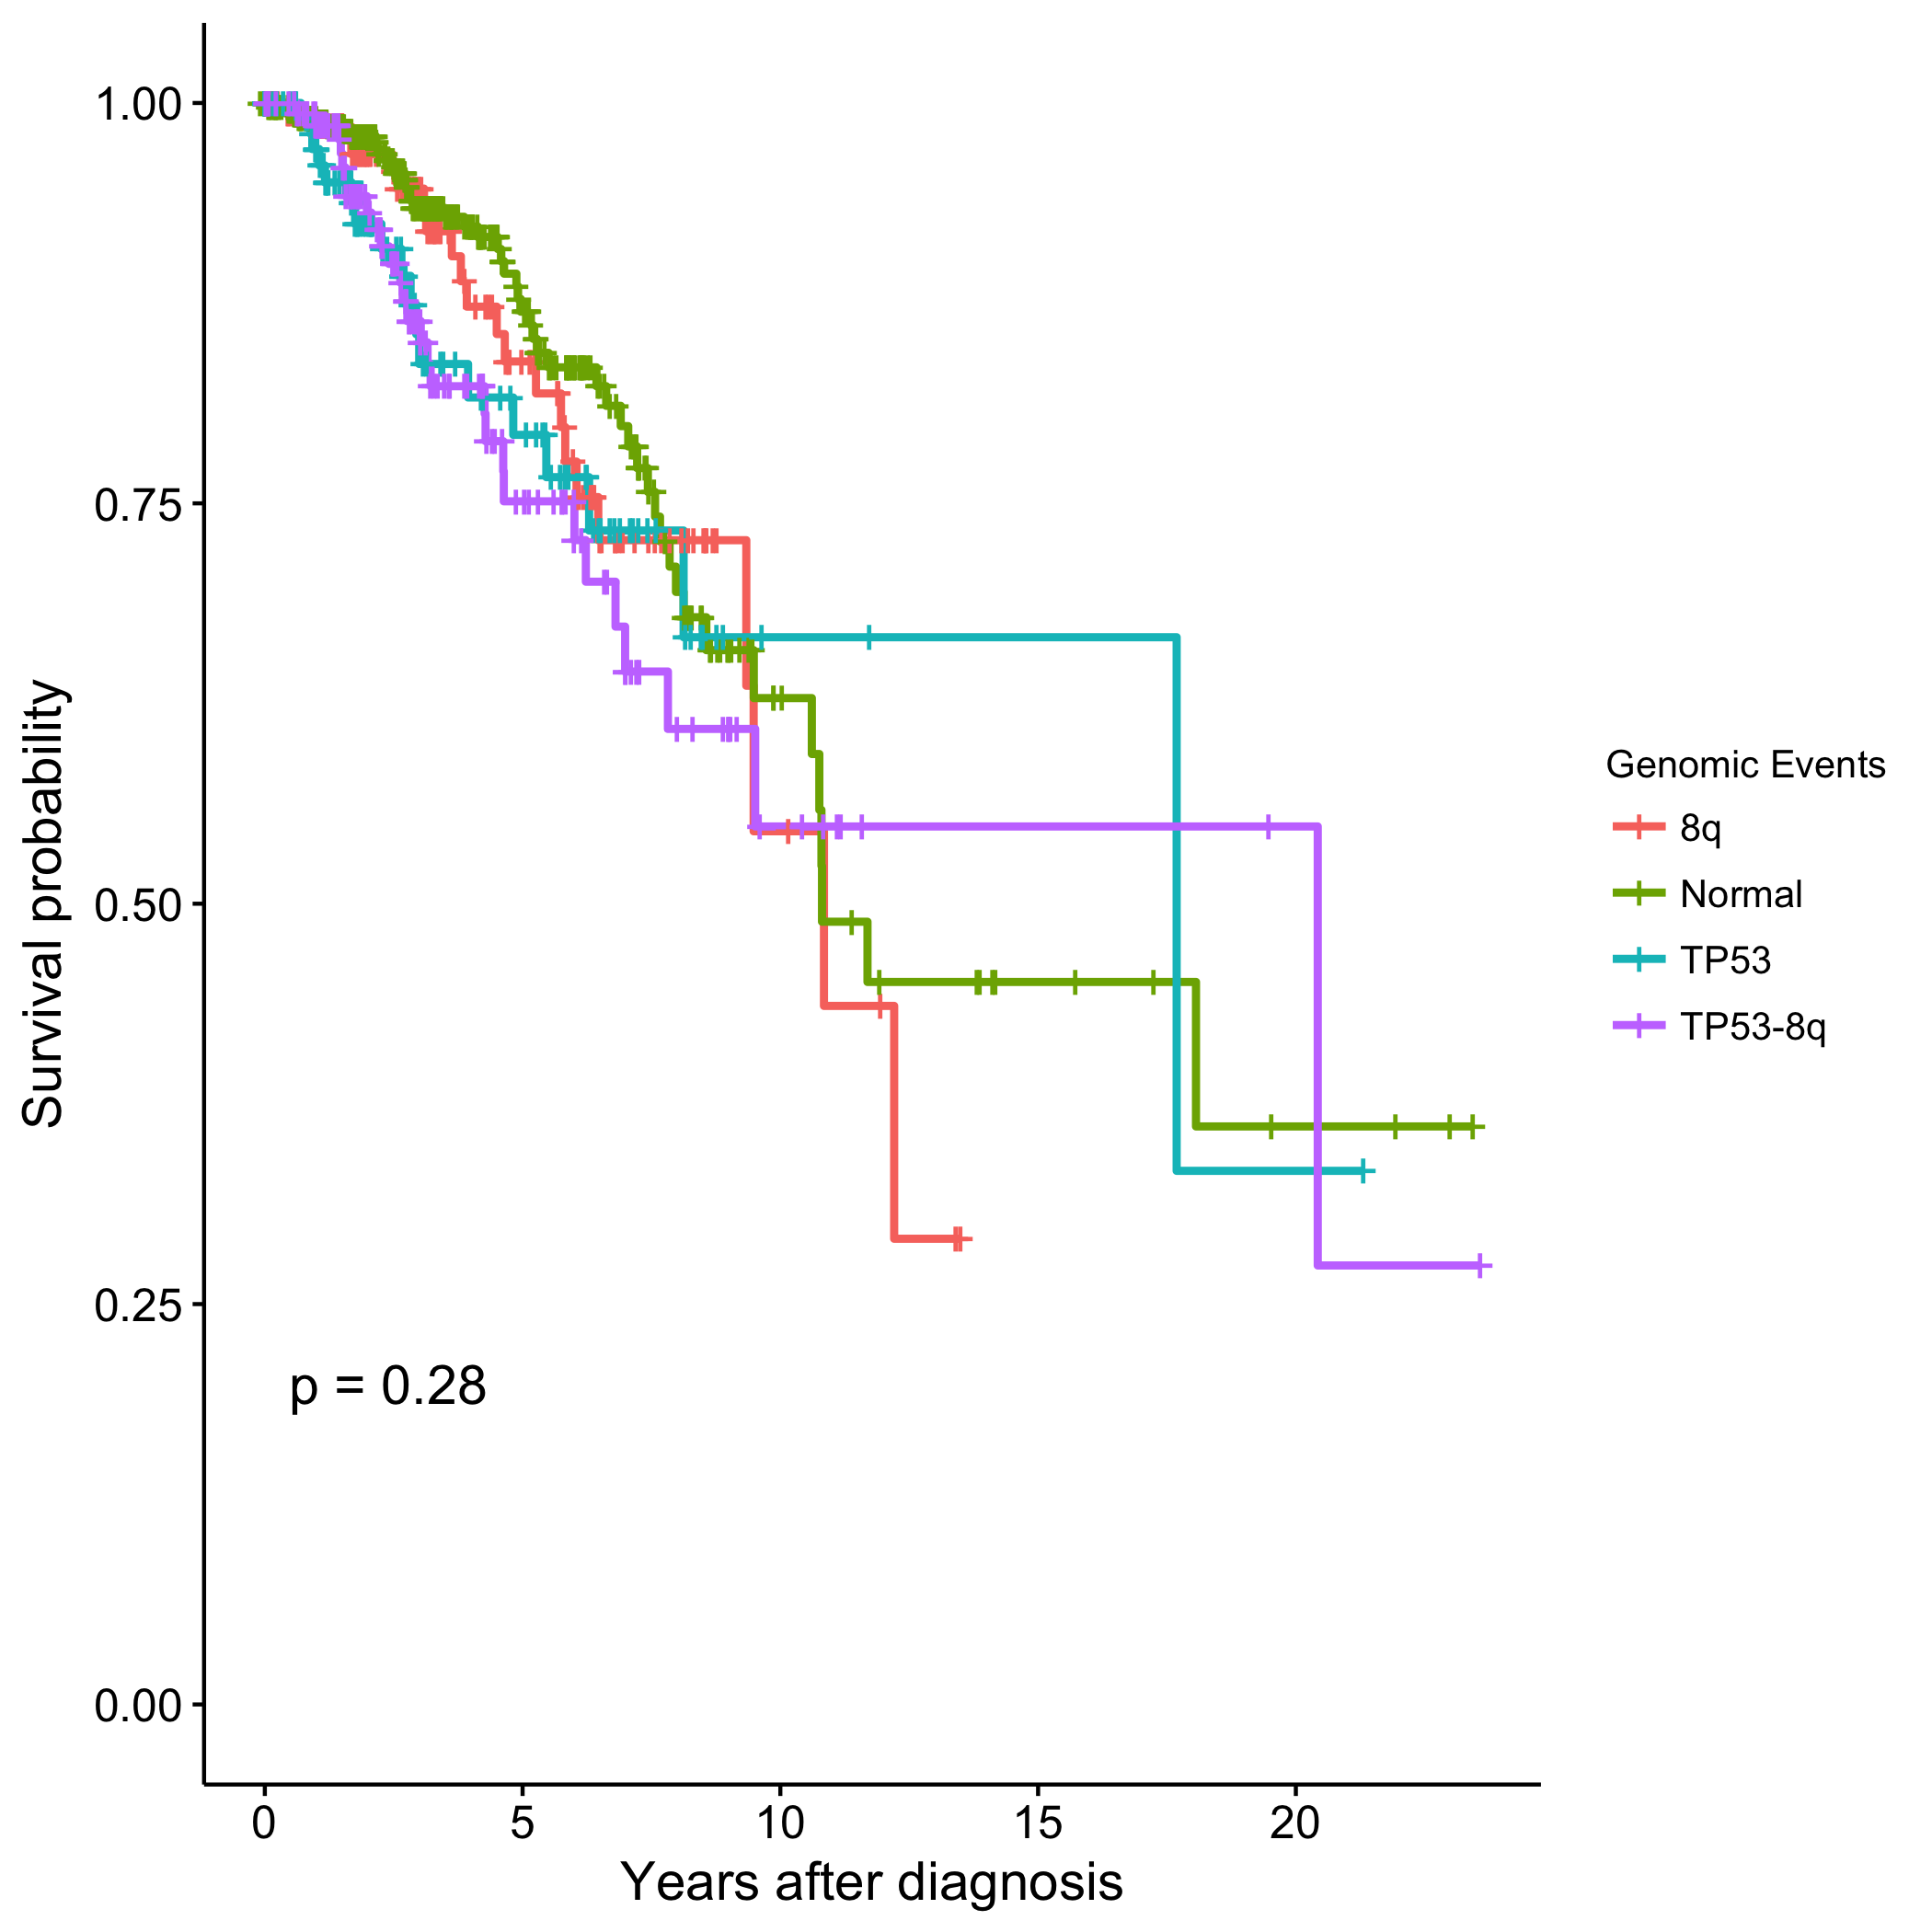 1.00
0.75
0.50
0.25
0.00
Survival probability
p = 0.28
0 5 10 15 20
Years after diagnosis
Genomic Events
8q
Normal
TP53
TP53-8q